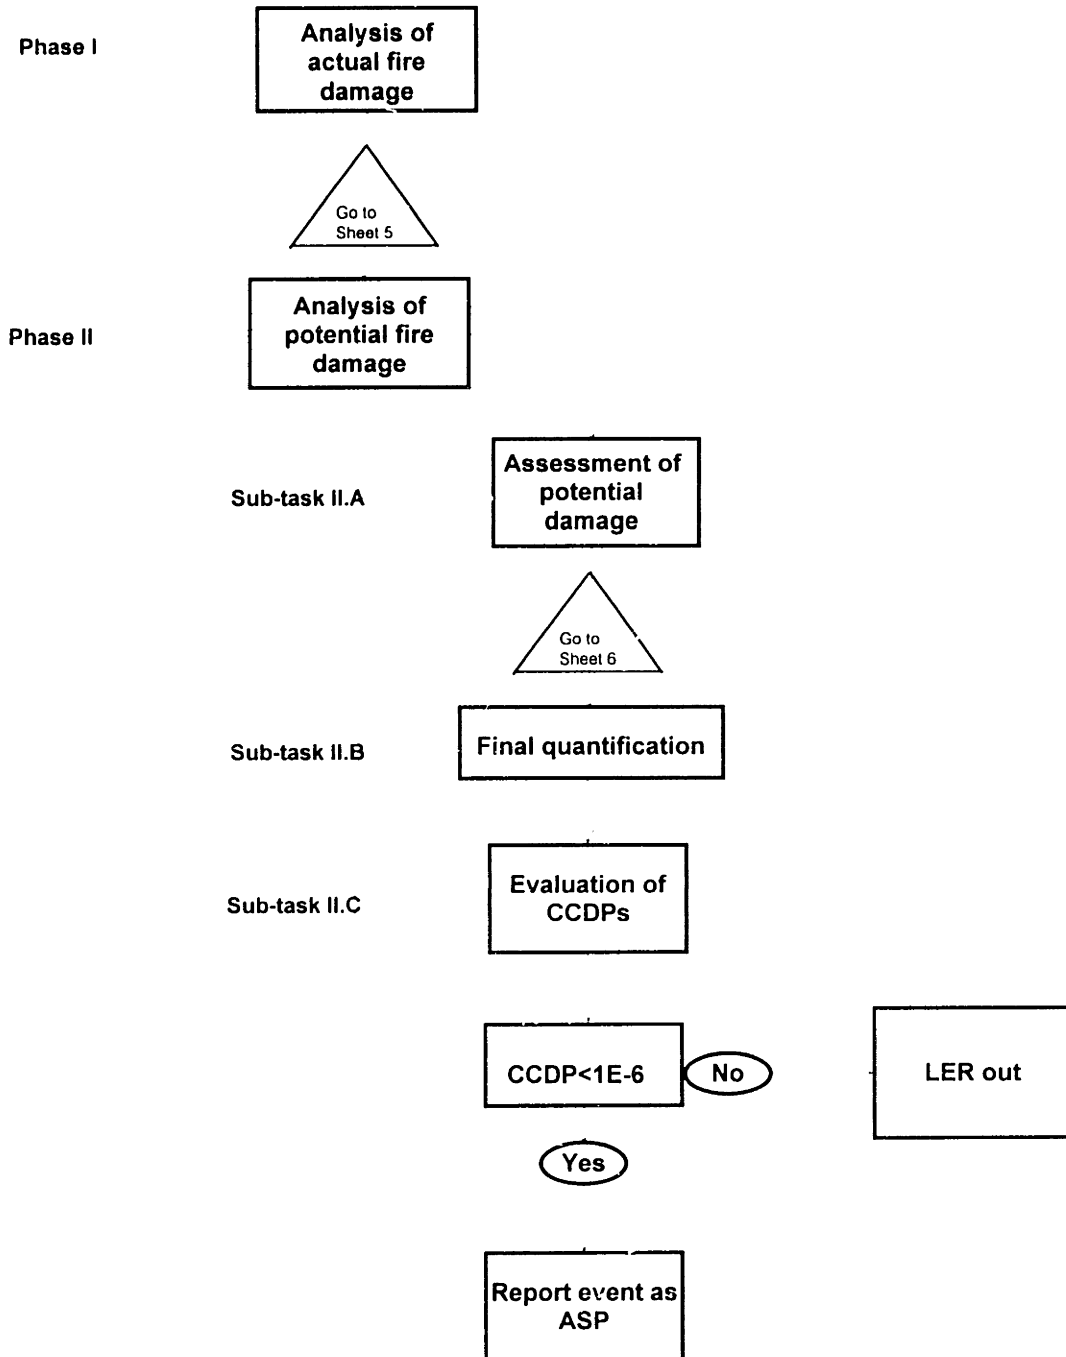 Phase I
Analysis of
actual fire
damage
Go to
Sheet 5
Phase II
Analysis of
potential fire
damage
Sub-task II.A
Assessment of
potential
damage
Go to
Sheet 6
Sub-task II.B
Final quantification
Sub-task II.C
Evaluation of
CCDPs
CCDP<1E-6
No
LER out
Yes
Report event as
ASP